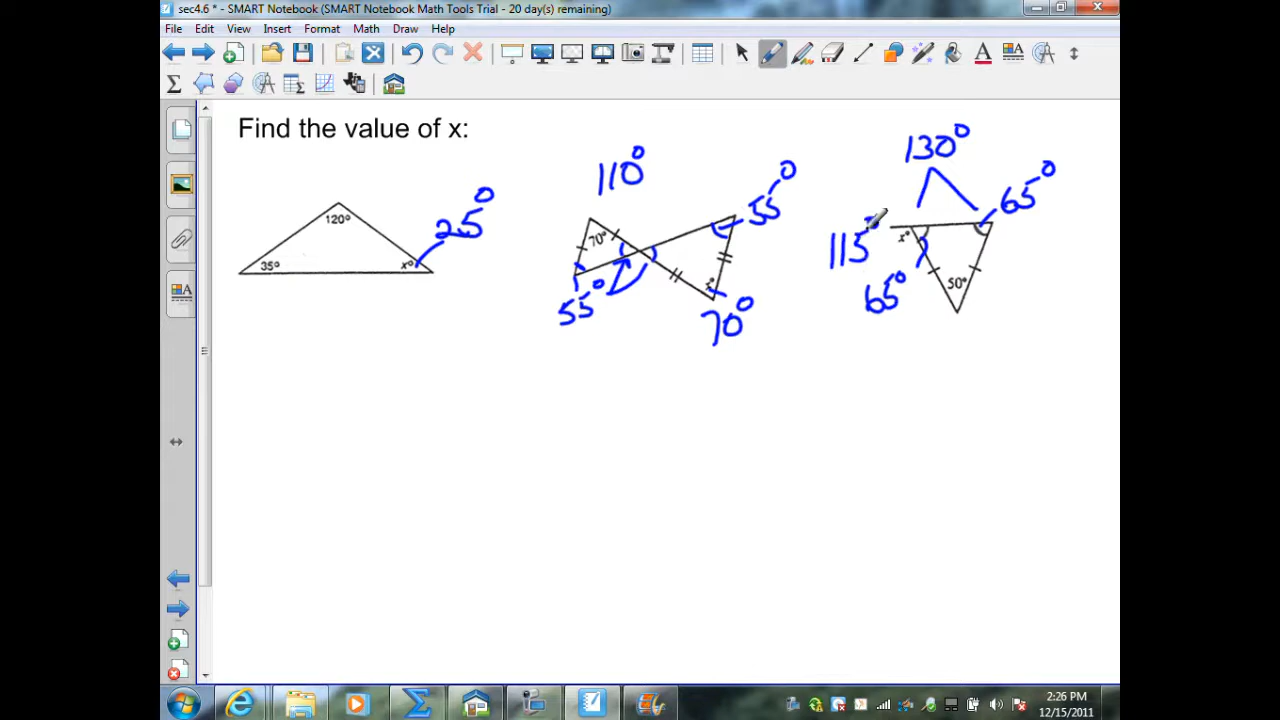 sec4.6 * - SMART Notebook (SMART Notebook Math Tools Trial - 20 day(s) remaining)
File Edit View Insert Format Math Draw Help
Find the value of x:
120°
35°
x°
25°
110°
70°
55°
55°
x°
70°
130°
65°
115°
x°
65°
50°
2:26 PM
12/15/2011